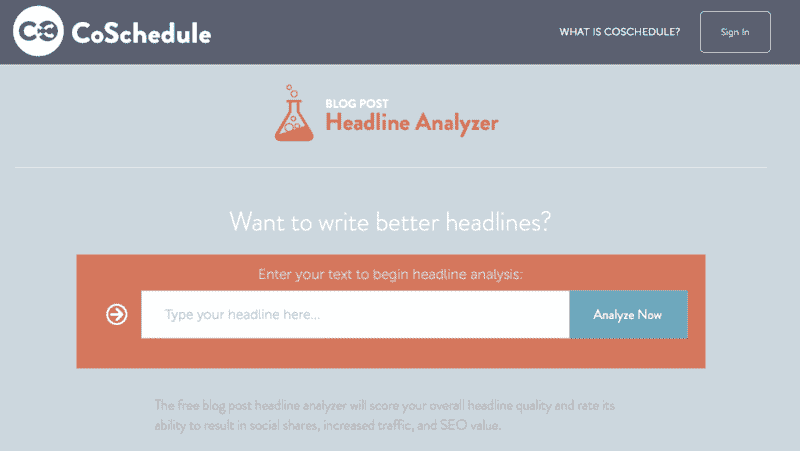 CoSchedule
WHAT IS COSCHEDULE?
Sign In
BLOG POST
Headline Analyzer
Want to write better headlines?
Enter your text to begin headline analysis:
Type your headline here...
Analyze Now
The free blog post headline analyzer will score your overall headline quality and rate its
ability to result in social shares, increased traffic, and SEO value.